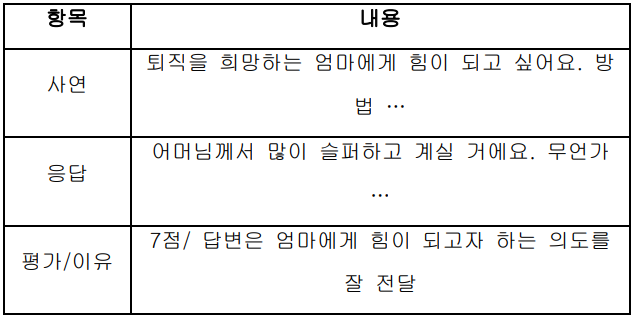 항목 내용
사연 퇴직을 희망하는 엄마에게 힘이 되고 싶어요. 방
법 …
응답 어머님께서 많이 슬퍼하고 계실 거에요. 무언가
…
평가/이유 7점/ 답변은 엄마에게 힘이 되고자 하는 의도를
잘 전달